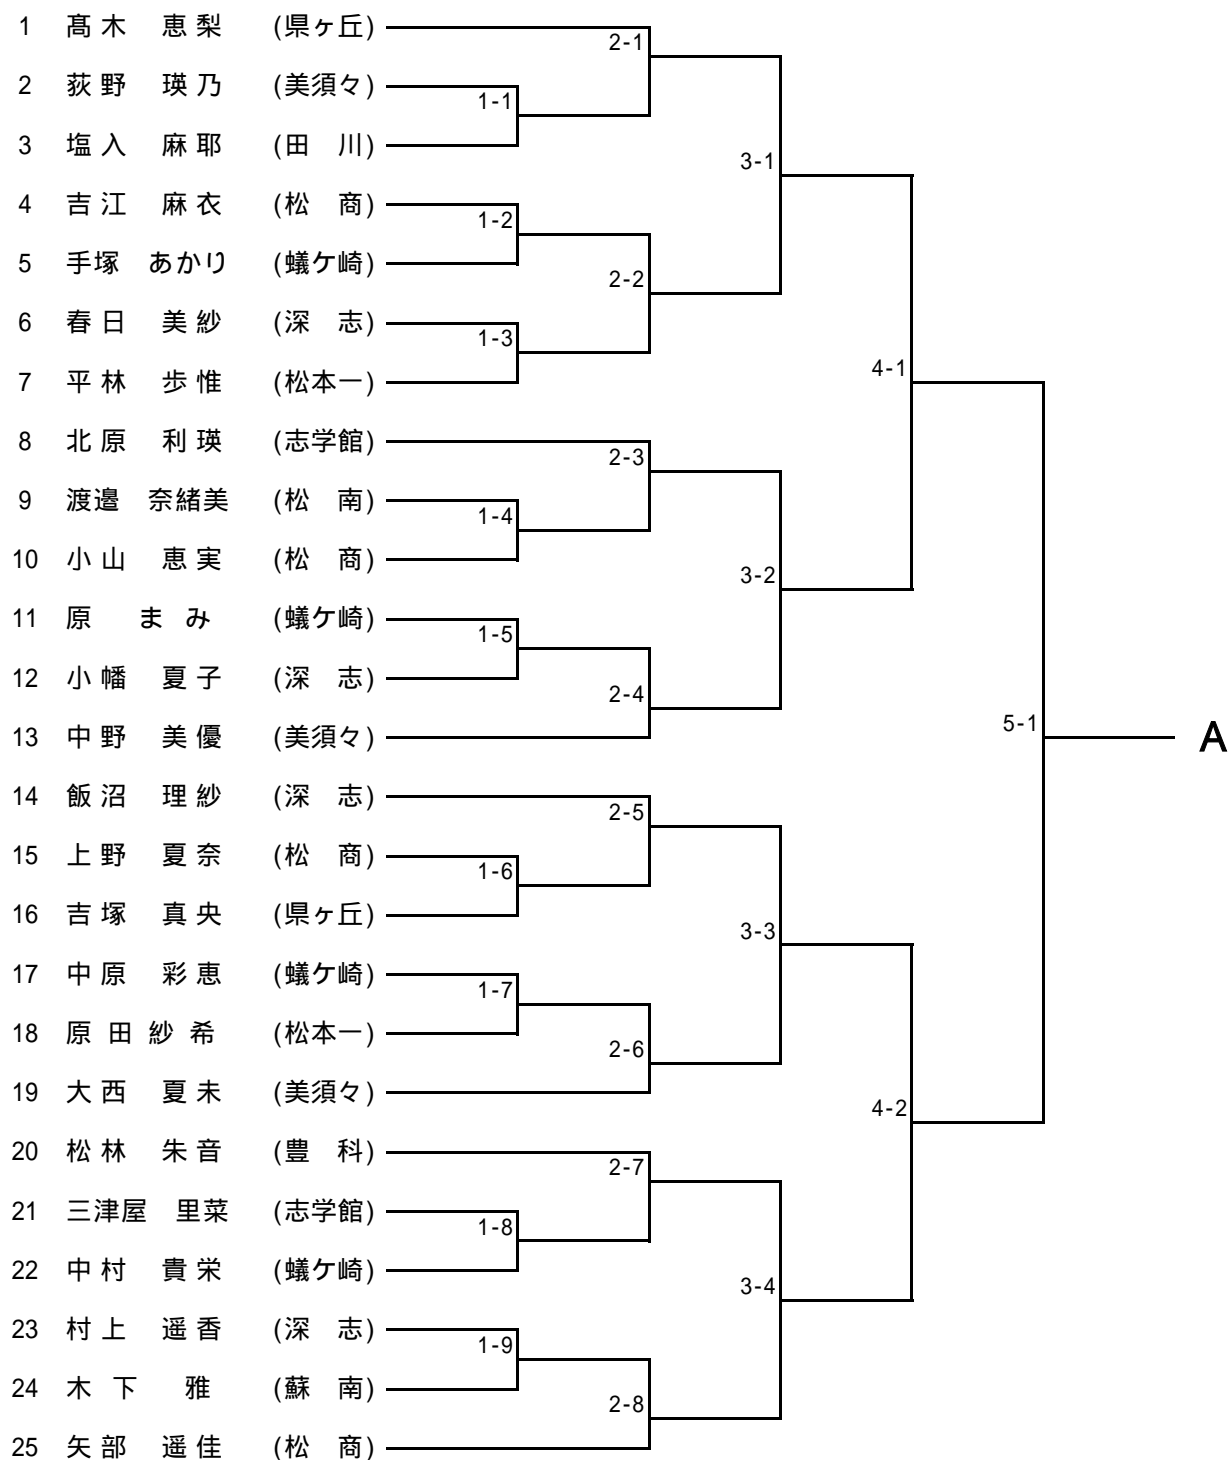 1 髙木 恵梨 (県ヶ丘)
2-1
2 荻野 瑛乃 (美須々)
1-1
3 塩入 麻耶 (田 川)
3-1
4 吉江 麻衣 (松 商)
1-2
5 手塚 あかり (蟻ケ崎)
2-2
6 春日 美紗 (深 志)
1-3
7 平林 歩惟 (松本一)
4-1
8 北原 利瑛 (志学館)
2-3
9 渡邉 奈緒美 (松 南)
1-4
10 小山 恵実 (松 商)
3-2
11 原 まみ (蟻ケ崎)
1-5
12 小幡 夏子 (深 志)
2-4
13 中野 美優 (美須々)
5-1
A
14 飯沼 理紗 (深 志)
2-5
15 上野 夏奈 (松 商)
1-6
16 吉塚 真央 (県ヶ丘)
3-3
17 中原 彩恵 (蟻ケ崎)
1-7
18 原田紗希 (松本一)
2-6
19 大西 夏未 (美須々)
4-2
20 松林 朱音 (豊 科)
2-7
21 三津屋 里菜 (志学館)
1-8
22 中村 貴栄 (蟻ケ崎)
3-4
23 村上 遥香 (深 志)
1-9
24 木下 雅 (蘇 南)
2-8
25 矢部 遥佳 (松 商)